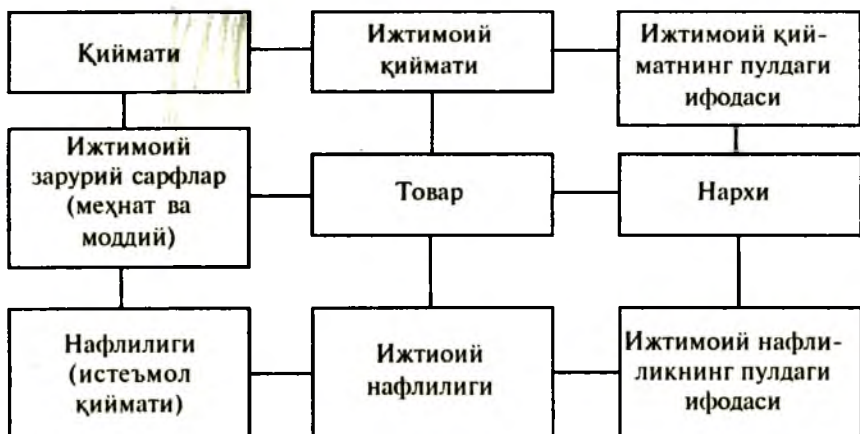 Қиймати
Ижтимоий
қиймати
Ижтимоий қий-
матнинг пулдаги
ифодаси
Ижтимоий
зарурий сарфлар
(меҳнат ва
моддий)
Товар
Нархи
Нафлилиги
(истеъмол
қиймати)
Ижтиоий
нафлилиги
Ижтимоий нафли-
ликнинг пулдаги
ифодаси